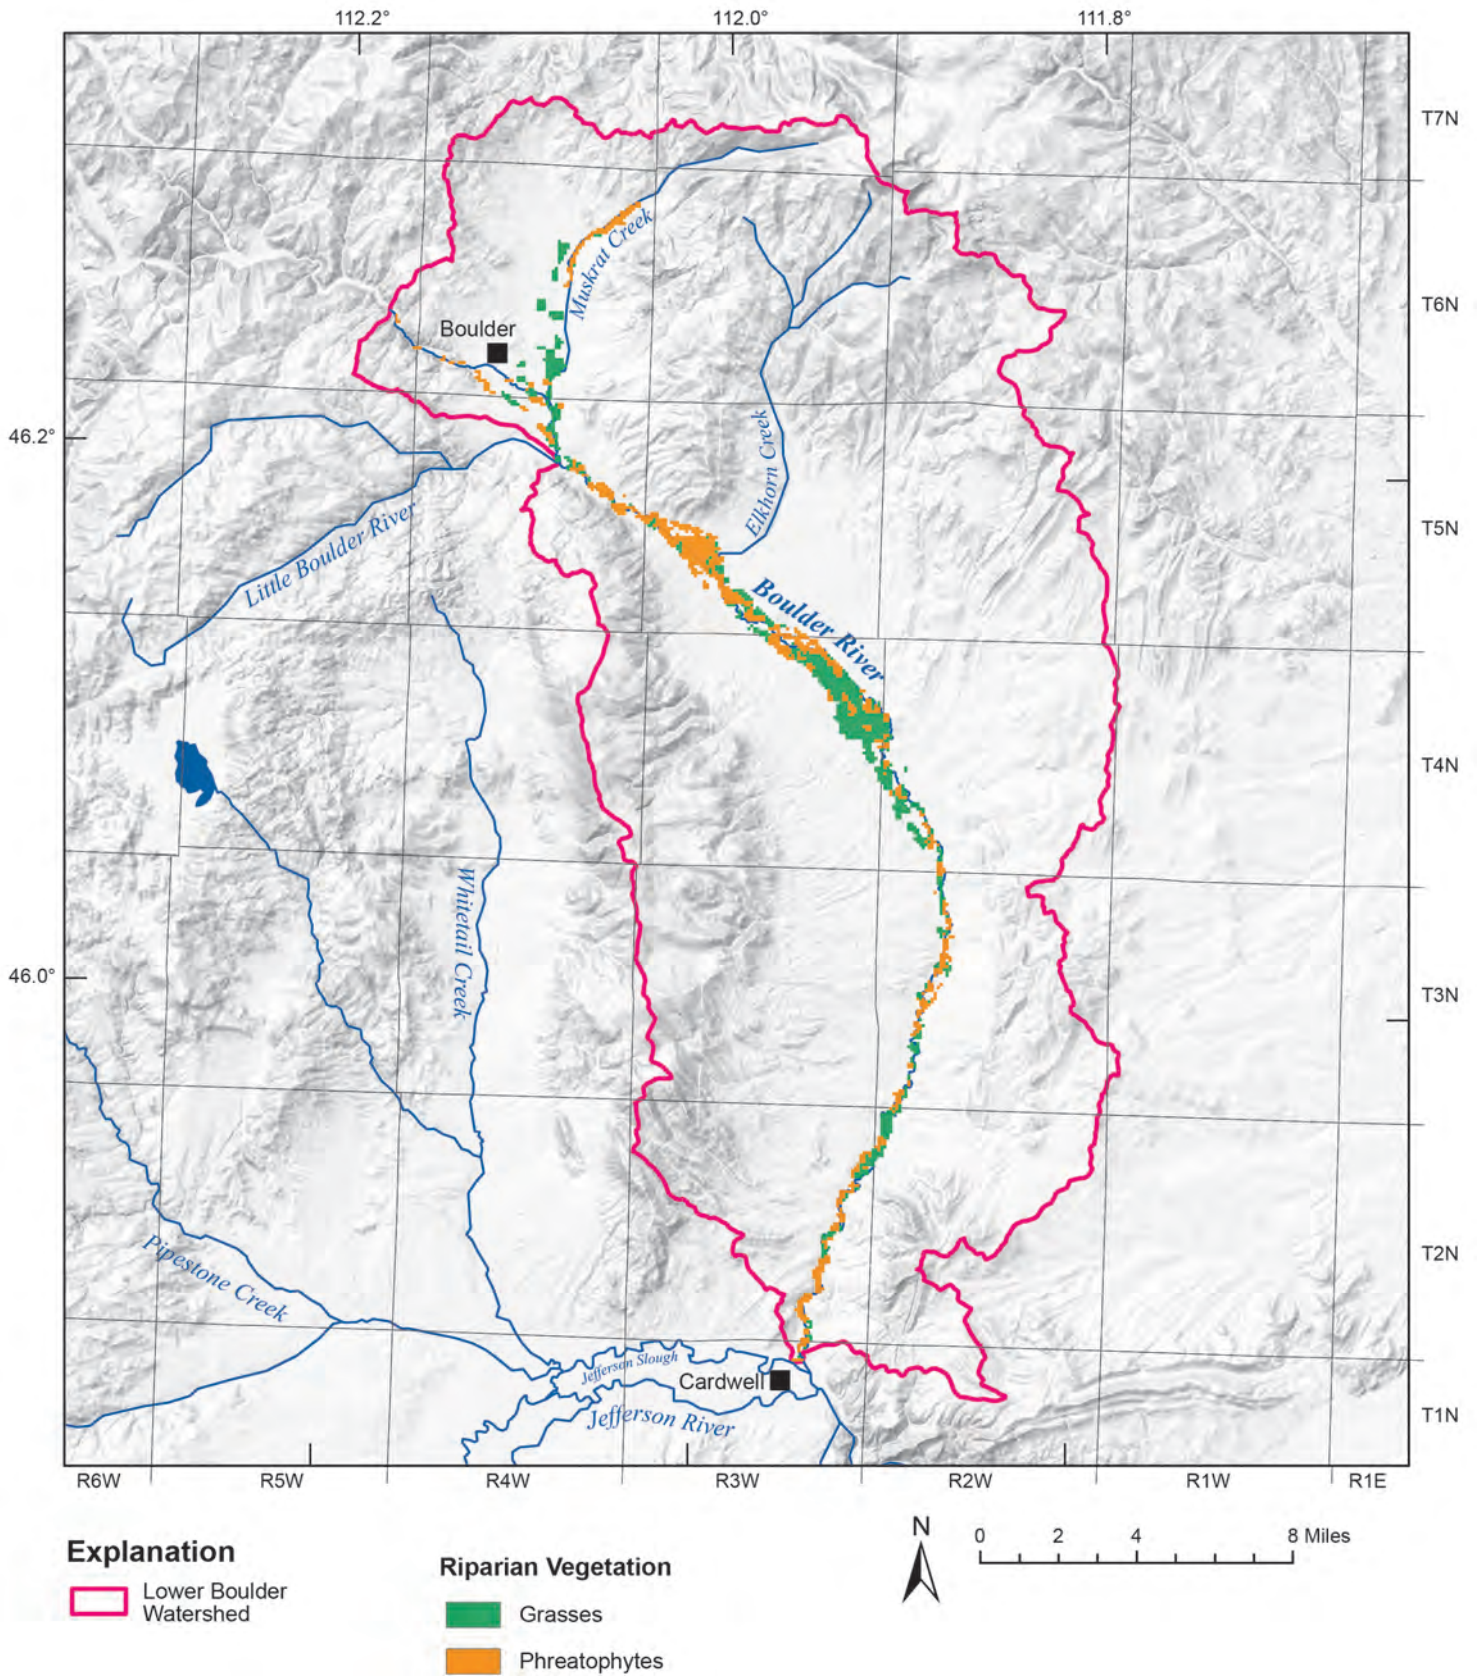 112.2°
112.0°
111.8°
T7N
Muskrat Creek
T6N
Boulder
46.2°
Elkhorn Creek
T5N
Little Boulder River
Boulder River
T4N
Whitetail Creek
46.0°
T3N
Pipestone Creek
T2N
Jefferson Slough
Cardwell
Jefferson River
T1N
R6W
R5W
R4W
R3W
R2W
R1W
R1E
N
0 2 4 8 Miles
Explanation
Lower Boulder
Watershed
Riparian Vegetation
Grasses
Phreatophytes